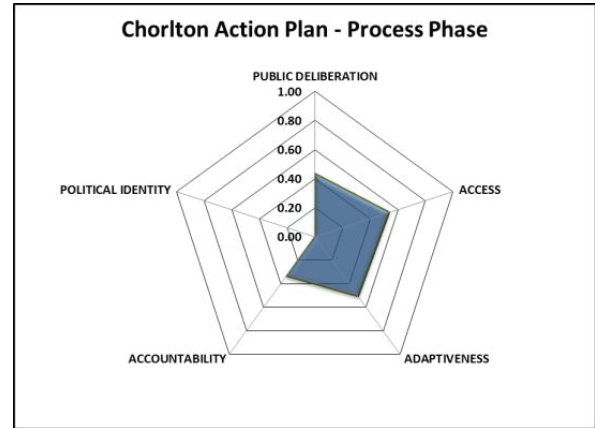 Chorlton Action Plan - Process Phase
PUBLIC DELIBERATION
1.00
0.80
0.60
0.40
0.20
0.00
POLITICAL IDENTITY
ACCESS
ACCOUNTABILITY
ADAPTIVENESS